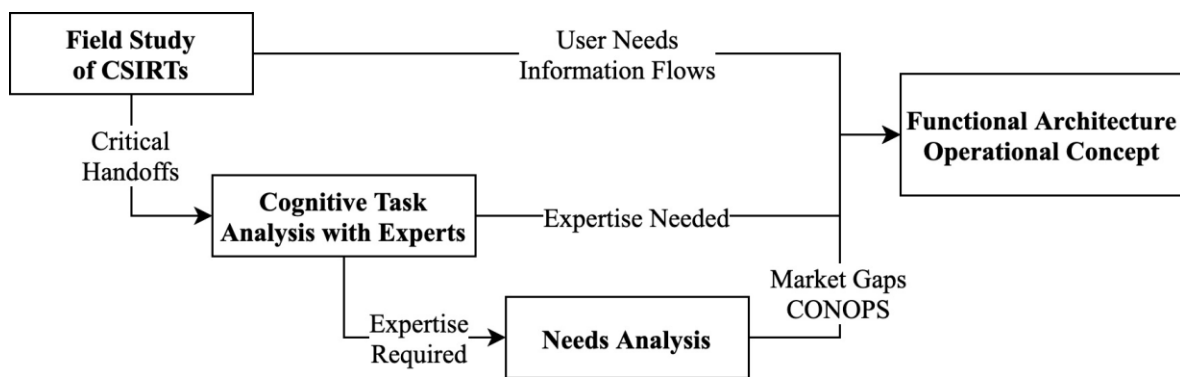 Field Study
of CSIRTs
User Needs
Information Flows
Functional Architecture
Operational Concept
Critical
Handoffs
Cognitive Task
Analysis with Experts
Expertise Needed
Market Gaps
CONOPS
Expertise
Required
Needs Analysis